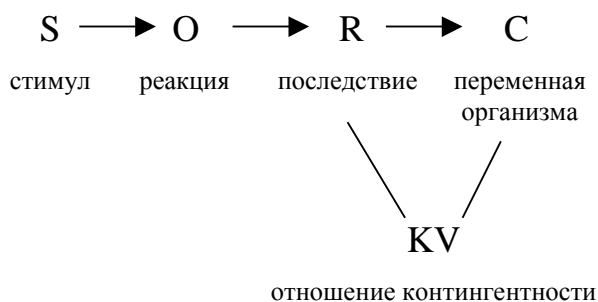 S O R C
стимул реакция последствие переменная
организма
KV
отношение контингентности